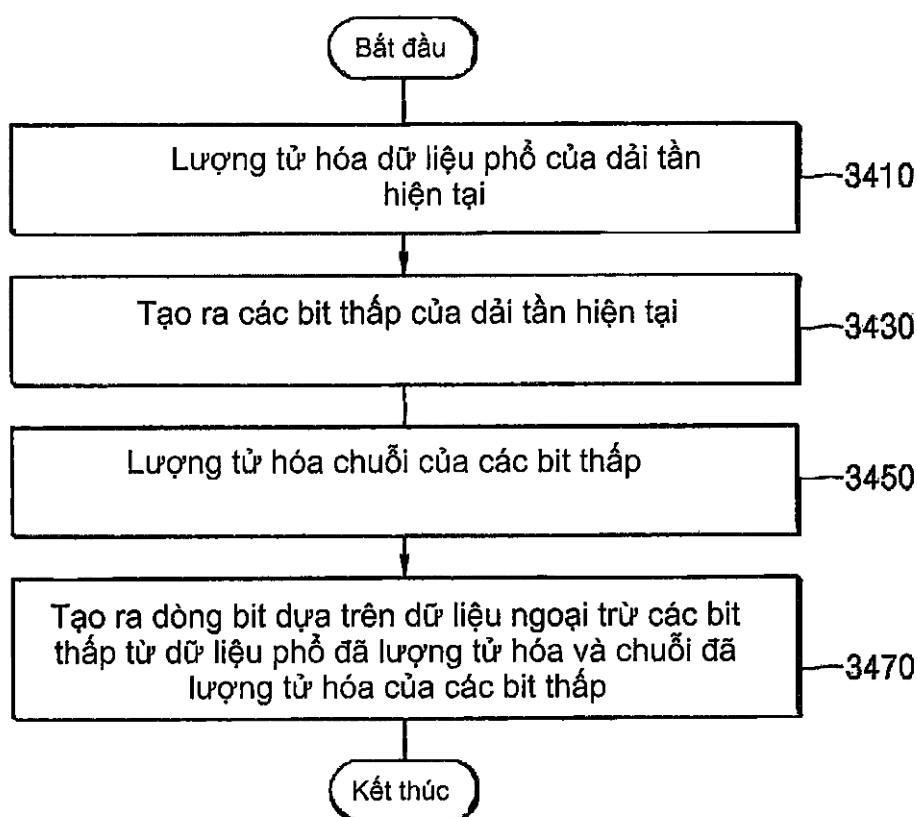 Bắt đầu
Lượng tử hóa dữ liệu phổ của dải tần
hiện tại
3410
Tạo ra các bit thấp của dải tần hiện tại
3430
Lượng tử hóa chuỗi của các bit thấp
3450
Tạo ra dòng bit dựa trên dữ liệu ngoại trừ các bit
thấp từ dữ liệu phổ đã lượng tử hóa và chuỗi đã
lượng tử hóa của các bit thấp
3470
Kết thúc